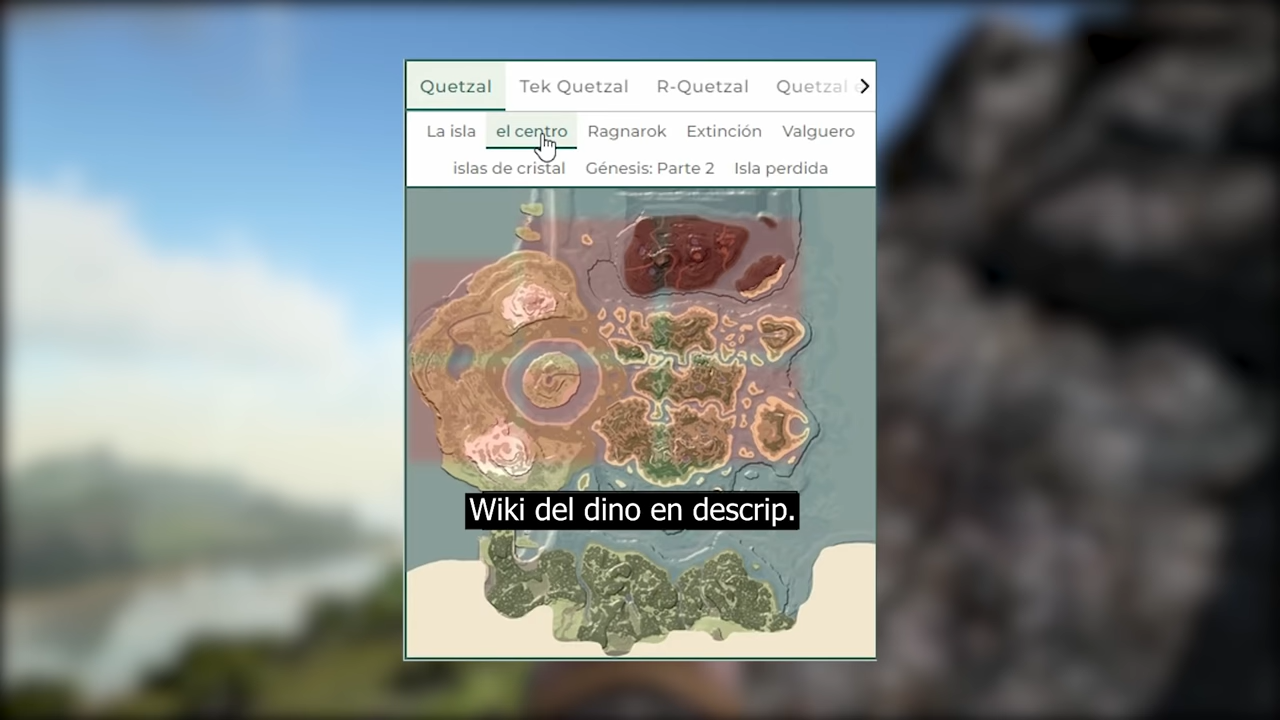 Quetzal Tek Quetzal R-Quetzal Quetzal
La isla el centro Ragnarok Extinción Valguero
islas de cristal Génesis: Parte 2 Isla perdida
Wiki del dino en descrip.